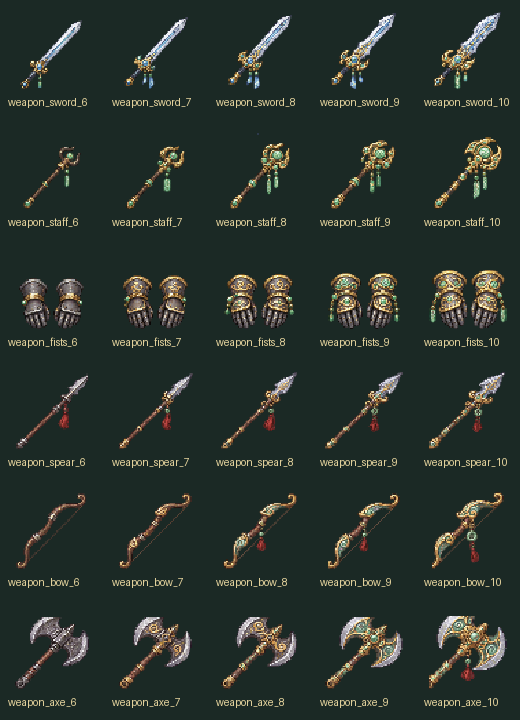 weapon_sword_6 weapon_sword_7 weapon_sword_8 weapon_sword_9 weapon_sword_10
weapon_staff_6 weapon_staff_7 weapon_staff_8 weapon_staff_9 weapon_staff_10
weapon_fists_6 weapon_fists_7 weapon_fists_8 weapon_fists_9 weapon_fists_10
weapon_spear_6 weapon_spear_7 weapon_spear_8 weapon_spear_9 weapon_spear_10
weapon_bow_6 weapon_bow_7 weapon_bow_8 weapon_bow_9 weapon_bow_10
weapon_axe_6 weapon_axe_7 weapon_axe_8 weapon_axe_9 weapon_axe_10